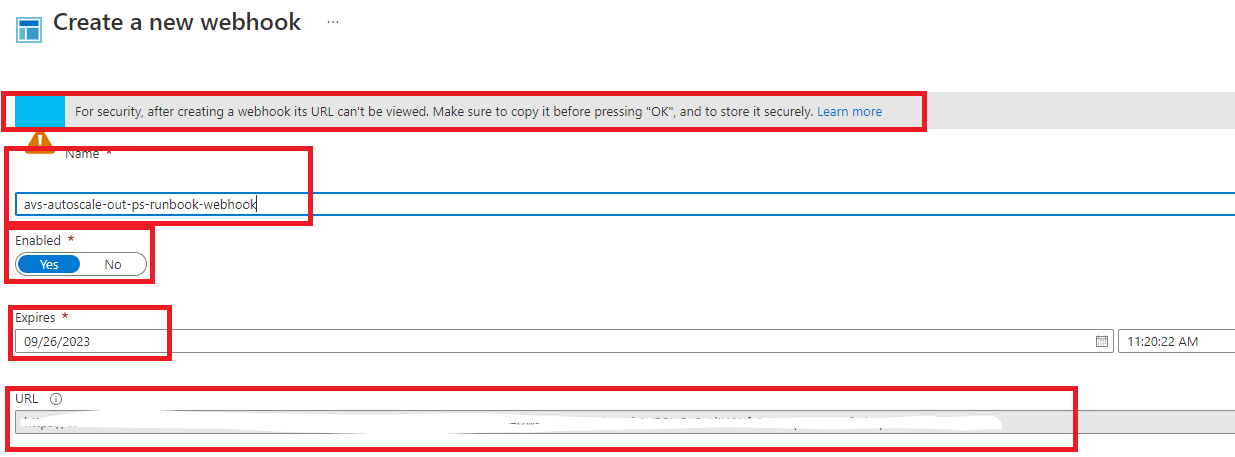 Create a new webhook ...
For security, after creating a webhook its URL can't be viewed. Make sure to copy it before pressing "OK", and to store it securely. Learn more
Name *
avs-autoscale-out-ps-runbook-webhook
Enabled *
Yes No
Expires *
09/26/2023 11:20:22 AM
URL